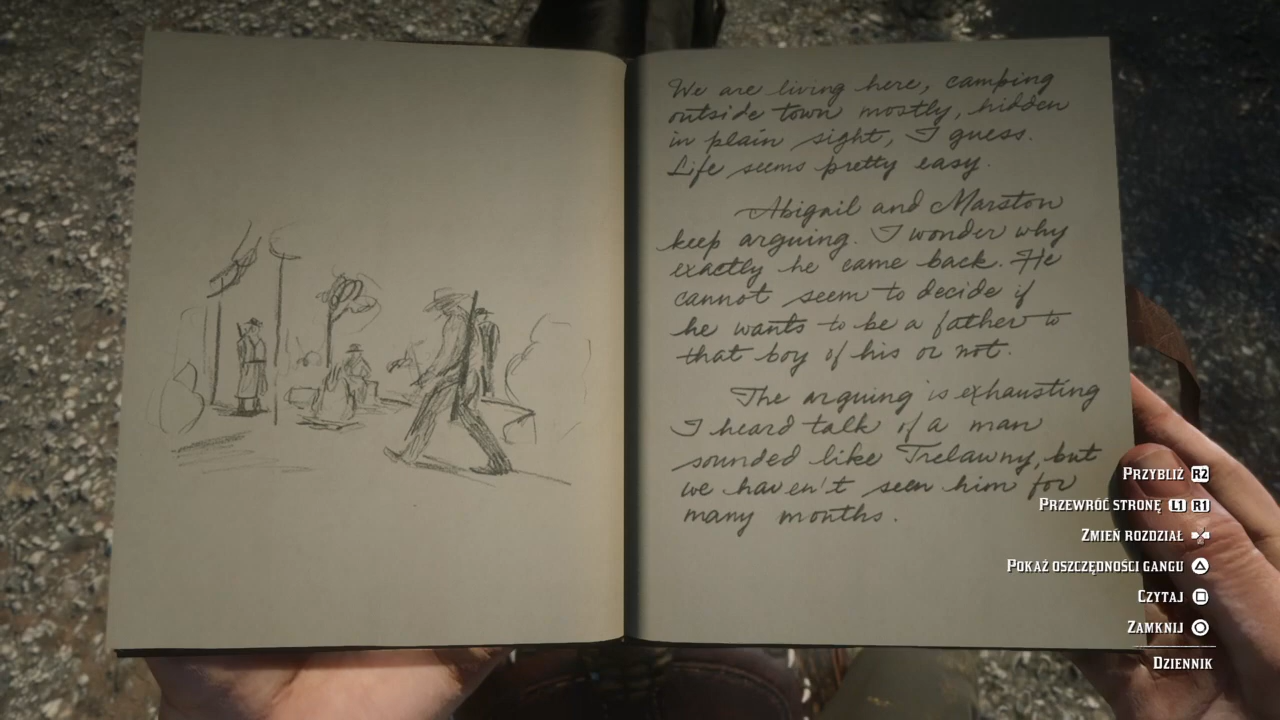 We are living here, camping
outside town mostly, hidden
in plain sight, I guess.
Life seems pretty easy.
Abigail and Marston
keep arguing. I wonder why
exactly he came back. He
cannot seem to decide if
he wants to be a father to
that boy of his or not.
The arguing is exhausting
I heard talk of a man
sounded like Trelawny, but
we haven't seen him for
many months.
PRZYBLIŻ R2
PRZEWRÓĆ STRONĘ L1 R1
ZMIEŃ ROZDZIAŁ
POKAŻ OSZCZĘDNOŚCI GANGU
CZYTAJ
ZAMKNIJ
DZIENNIK